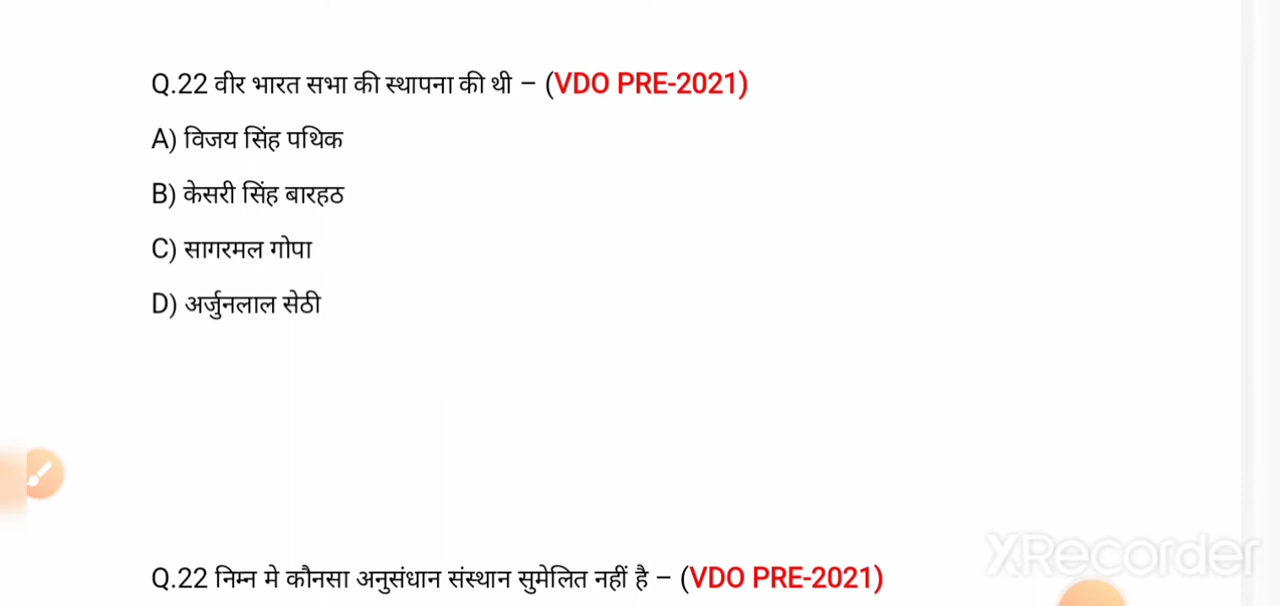 Q.22 वीर भारत सभा की स्थापना की थी – (VDO PRE-2021)
A) विजय सिंह पथिक
B) केसरी सिंह बारहठ
C) सागरमल गोपा
D) अर्जुनलाल सेठी
XRecorder
Q.22 निम्न मे कौनसा अनुसंधान संस्थान सुमेलित नहीं है – (VDO PRE-2021)